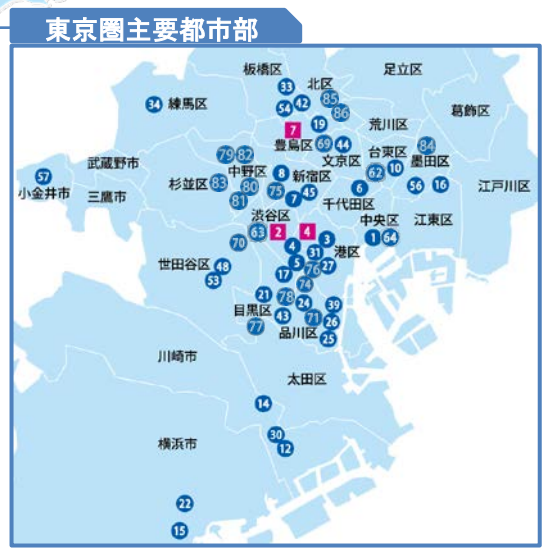 東京圏主要都市部
板橋区
足立区
33
北区
85
34 練馬区
54 42
86
葛飾区
19
荒川区
7
豊島区 69 44
84
79 82
文京区
台東区
武蔵野市
中野区 8
62 10 墨田区
57
杉並区 83 80
75 新宿区
6
56 16
小金井市
三鷹市
81
7 45
千代田区
江戸川区
渋谷区
中央区
江東区
63 2 4
3
1 64
70
4 31
港区
世田谷区 48
5 76 27
53
17
74
21 78 24 39
目黒区 43 71 26
77
品川区
25
川崎市
太田区
14
30
横浜市
12
22
15